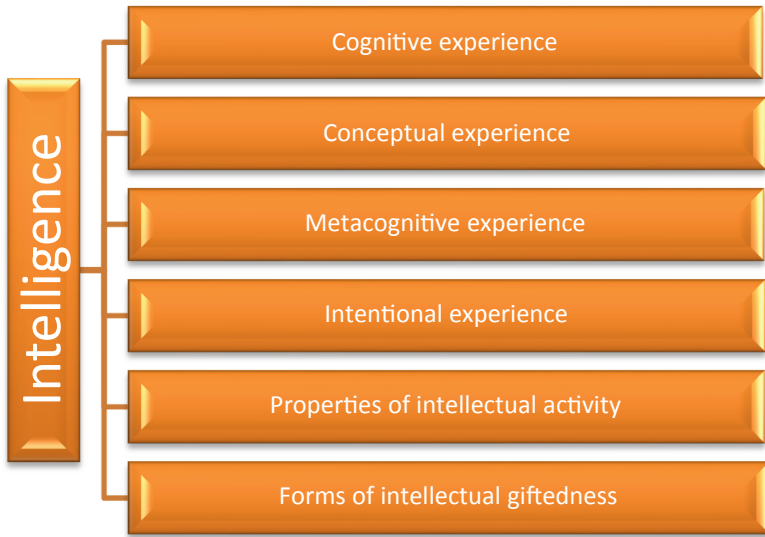 Intelligence
Cognitive experience
Conceptual experience
Metacognitive experience
Intentional experience
Properties of intellectual activity
Forms of intellectual giftedness